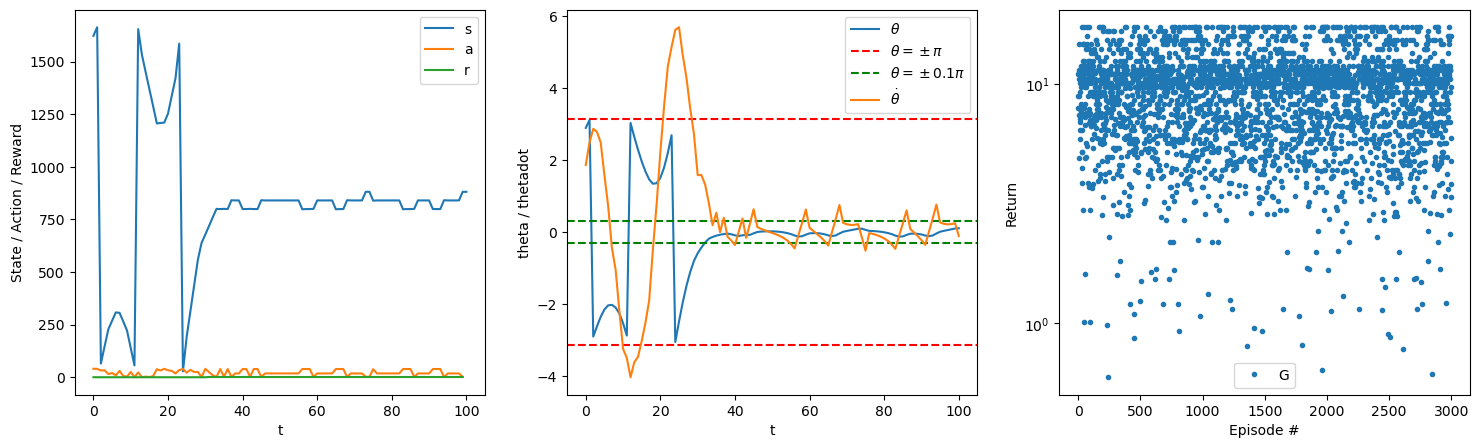 State / Action / Reward
1500
1250
1000
750
500
250
0
0
20
40
60
80
100
t
s
a
r
theta / thetadot
6
4
2
0
−2
−4
0
20
40
60
80
100
t
θ
θ = ± π
θ = ± 0.1π
θ̇
Return
10¹
10⁰
0
500
1000
1500
2000
2500
3000
Episode #
G